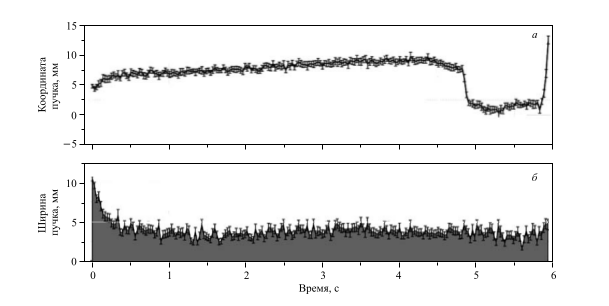 15
10
5
0
−5
Координата
пучка, мм
а
10
5
0
Ширина
пучка, мм
б
0 1 2 3 4 5 6
Время, с